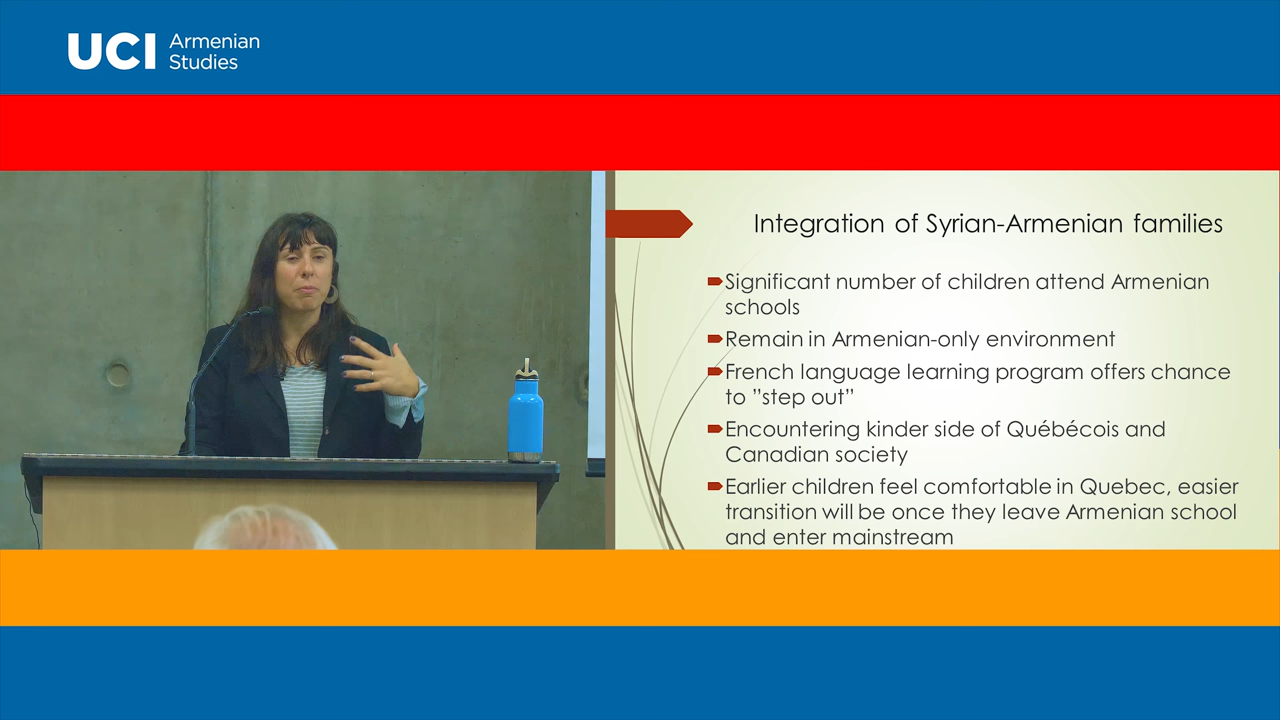 UCI Armenian
Studies
Integration of Syrian-Armenian families
Significant number of children attend Armenian
schools
Remain in Armenian-only environment
French language learning program offers chance
to ”step out”
Encountering kinder side of Québécois and
Canadian society
Earlier children feel comfortable in Quebec, easier
transition will be once they leave Armenian school
and enter mainstream